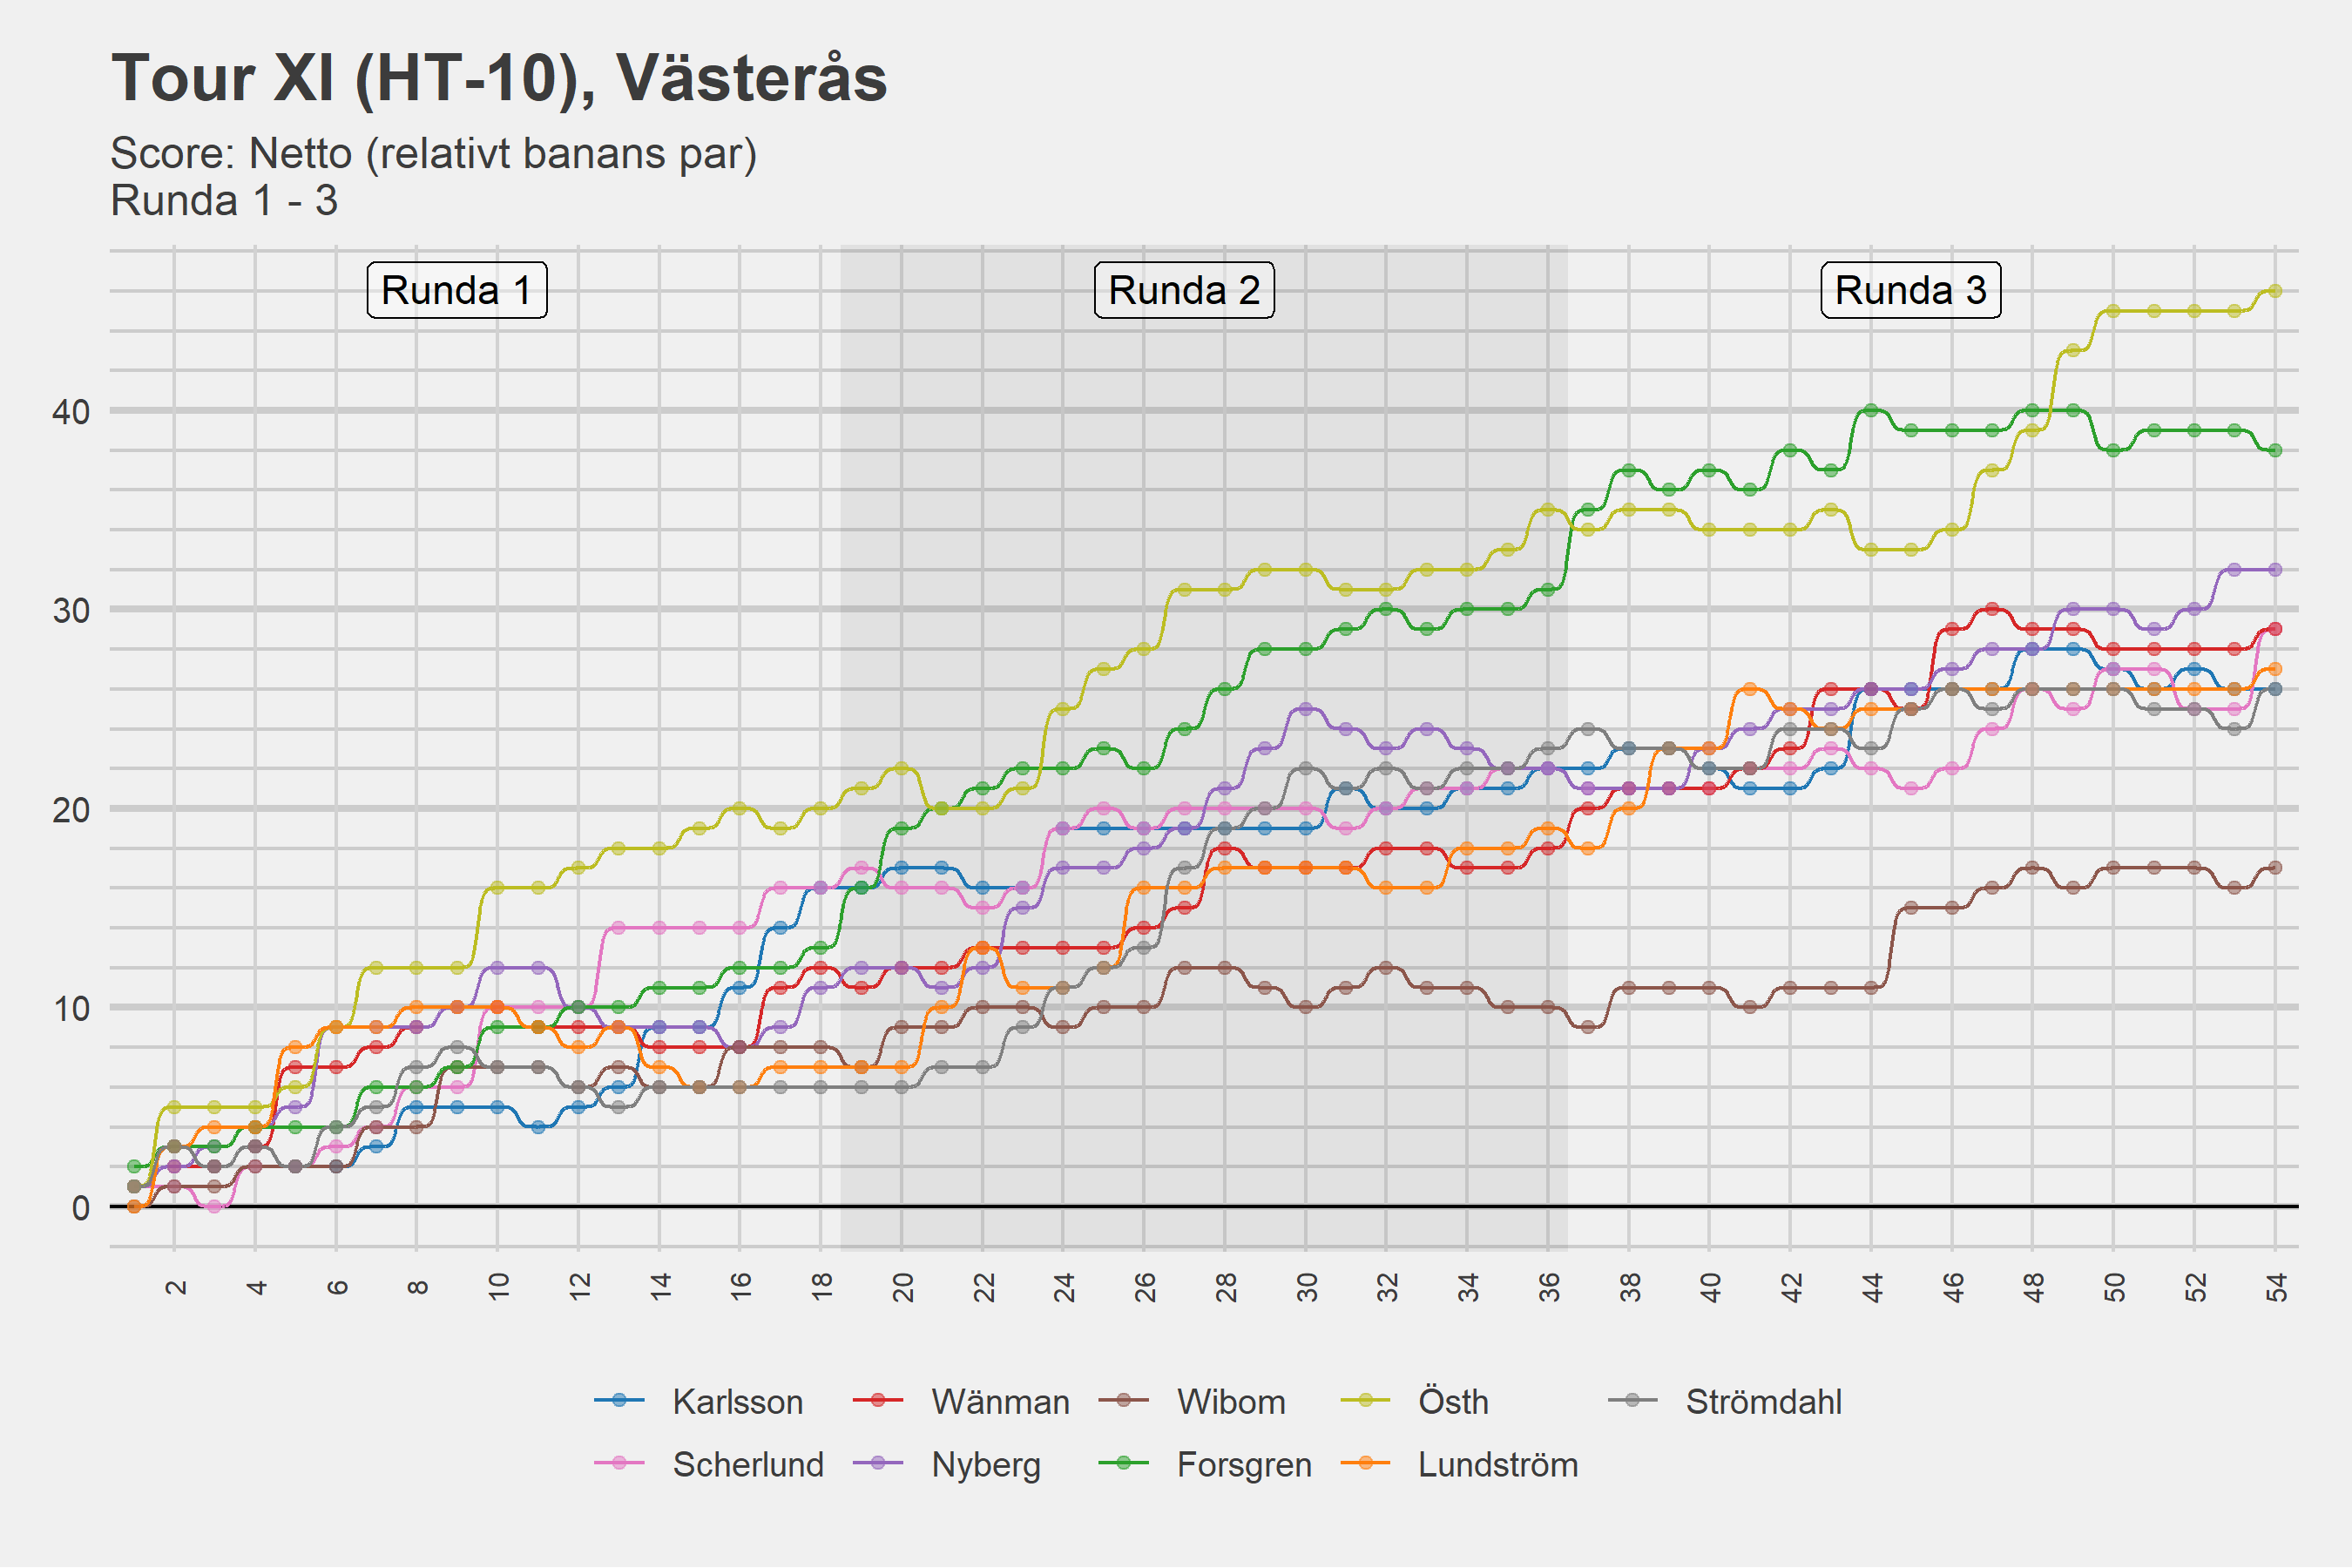 Tour XI (HT-10), Västerås
Score: Netto (relativt banans par)
Runda 1 - 3
Runda 1 Runda 2 Runda 3
40
30
20
10
0
2 4 6 8 10 12 14 16 18 20 22 24 26 28 30 32 34 36 38 40 42 44 46 48 50 52 54
Karlsson Wänman Wibom Östh Strömdahl
Scherlund Nyberg Forsgren Lundström